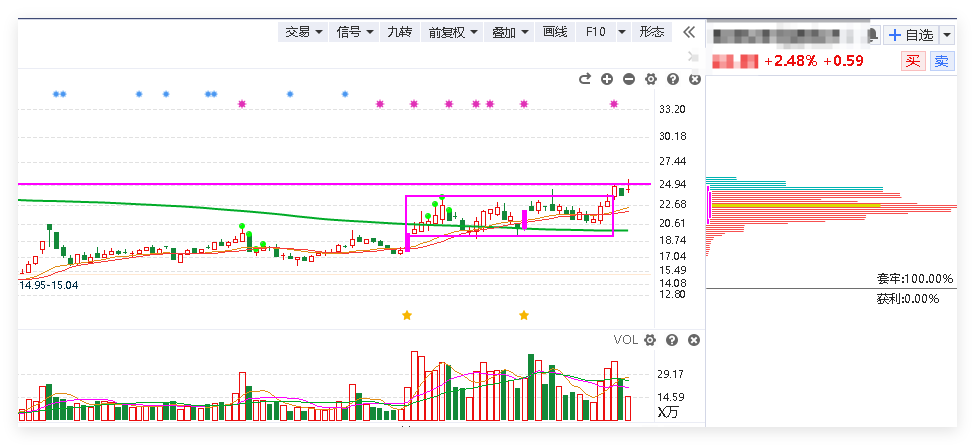 交易 信号 九转 前复权 叠加 画线 F10 形态
自选
+2.48% +0.59 买 卖
33.20
30.18
27.44
24.94
22.68
20.61
18.74
17.04
15.49
14.08
12.80
14.95-15.04
套牢:100.00%
获利:0.00%
VOL
29.17
14.59
X万